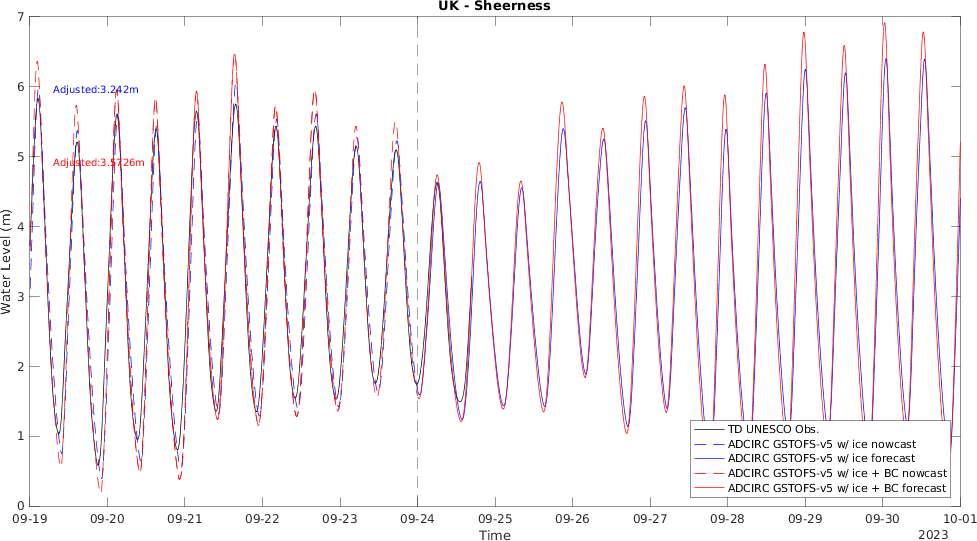 UK - Sheerness
Water Level (m)
7
6
5
4
3
2
1
0
Adjusted:3.242m
Adjusted:3.5726m
TD UNESCO Obs.
ADCIRC GSTOFS-v5 w/ ice nowcast
ADCIRC GSTOFS-v5 w/ ice forecast
ADCIRC GSTOFS-v5 w/ ice + BC nowcast
ADCIRC GSTOFS-v5 w/ ice + BC forecast
09-19 09-20 09-21 09-22 09-23 09-24 09-25 09-26 09-27 09-28 09-29 09-30 10-01
Time
2023